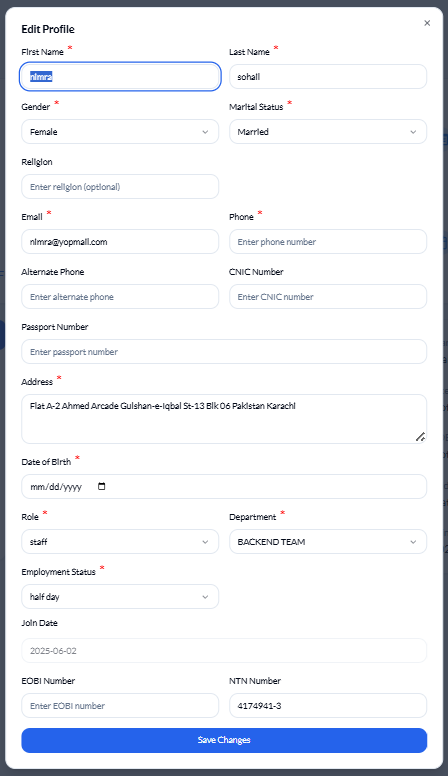 Edit Profile
×
First Name *
Last Name *
nimra
sohail
Gender *
Marital Status *
Female
Married
Religion
Enter religion (optional)
Email *
Phone *
nimra@yopmail.com
Enter phone number
Alternate Phone
CNIC Number
Enter alternate phone
Enter CNIC number
Passport Number
Enter passport number
Address *
Flat A-2 Ahmed Arcade Gulshan-e-Iqbal St-13 Blk 06 Pakistan Karachi
Date of Birth *
mm/dd/yyyy
Role *
Department *
staff
BACKEND TEAM
Employment Status *
half day
Join Date
2025-06-02
EOBI Number
NTN Number
Enter EOBI number
4174941-3
Save Changes